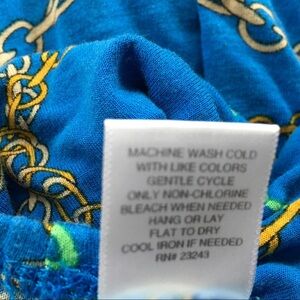 MACHINE WASH COLD
WITH LIKE COLORS
GENTLE CYCLE
ONLY NON-CHLORINE
BLEACH WHEN NEEDED
HANG OR LAY
FLAT TO DRY
COOL IRON IF NEEDED
RN# 23243